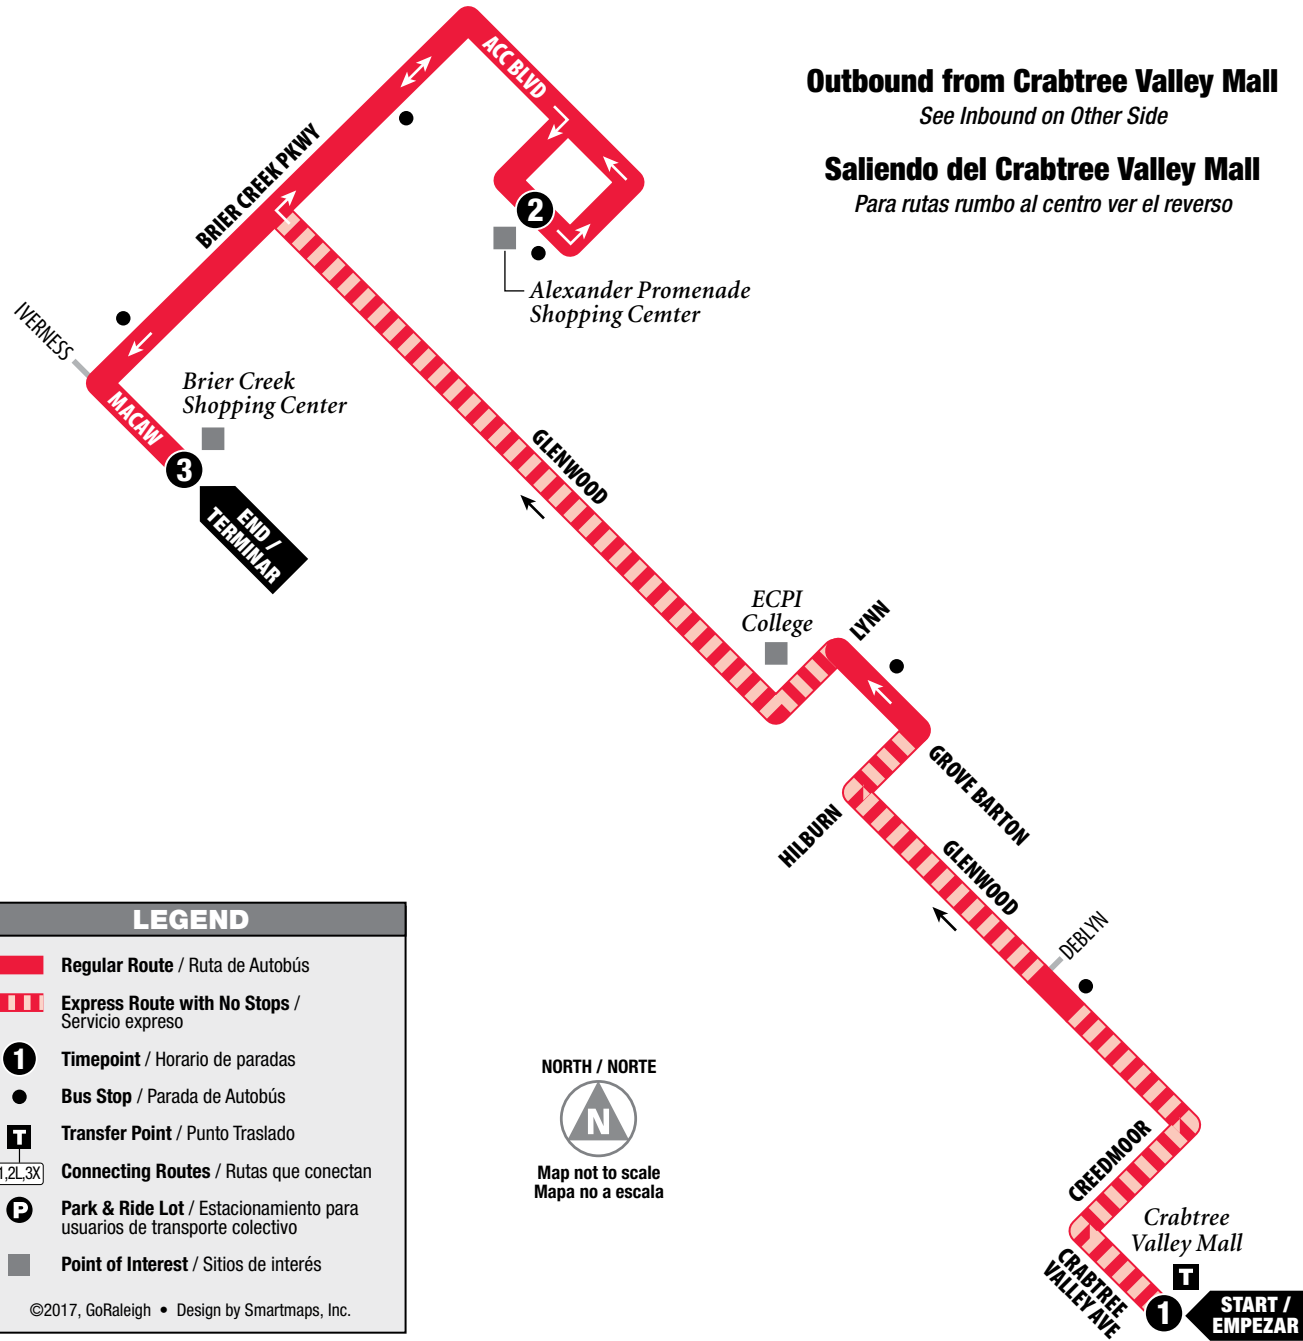 Outbound from Crabtree Valley Mall
See Inbound on Other Side
Saliendo del Crabtree Valley Mall
Para rutas rumbo al centro ver el reverso
ACC BLVD
BRIER CREEK PKWY
2
Alexander Promenade
Shopping Cemter
IVERNESS
MACAW
Brier Creek
Shopping Center
3
END /
TERMINAR
GLENWOOD
ECPI
College
LYNN
GROVE BARTON
HILBURN
GLENWOOD
DEBLYN
CREEDMOOR
Crabtree
Valley Mall
T
CRABTREE
VALLEY AVE
1
START /
EMPEZAR
NORTH / NORTE
N
Map not to scale
Mapa no a escala
LEGEND
Regular Route / Ruta de Autobús
Express Route with No Stops /
Servicio expreso
1 Timepoint / Horario de paradas
Bus Stop / Parada de Autobús
T Transfer Point / Punto Traslado
1,2L,3X Connecting Routes / Rutas que conectan
P Park & Ride Lot / Estacionamiento para
usuarios de transporte colectivo
Point of Interest / Sitios de interés
©2017, GoRaleigh • Design by Smartmaps, Inc.